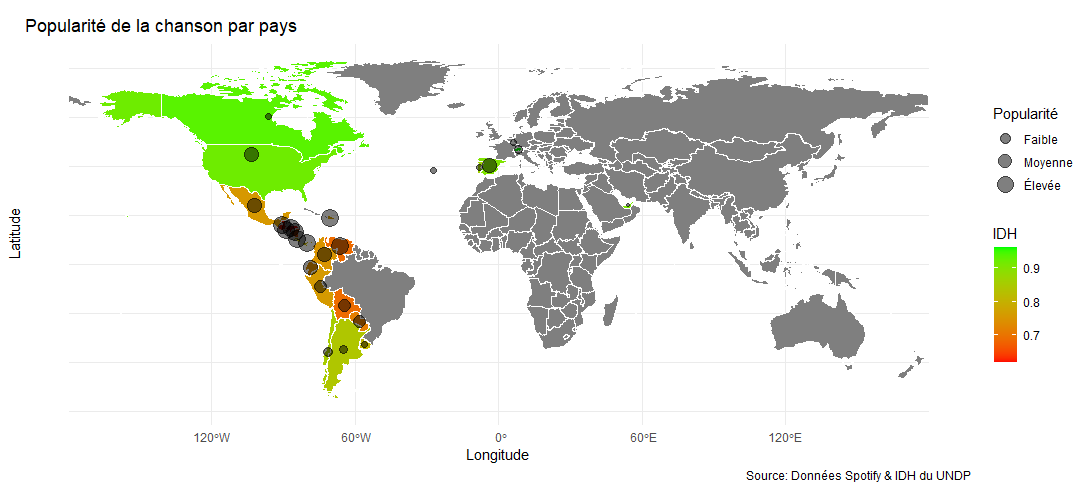 Popularité de la chanson par pays
Latitude
120°W 60°W 0° 60°E 120°E
Longitude
Popularité
Faible
Moyenne
Élevée
IDH
0.9
0.8
0.7
Source: Données Spotify & IDH du UNDP